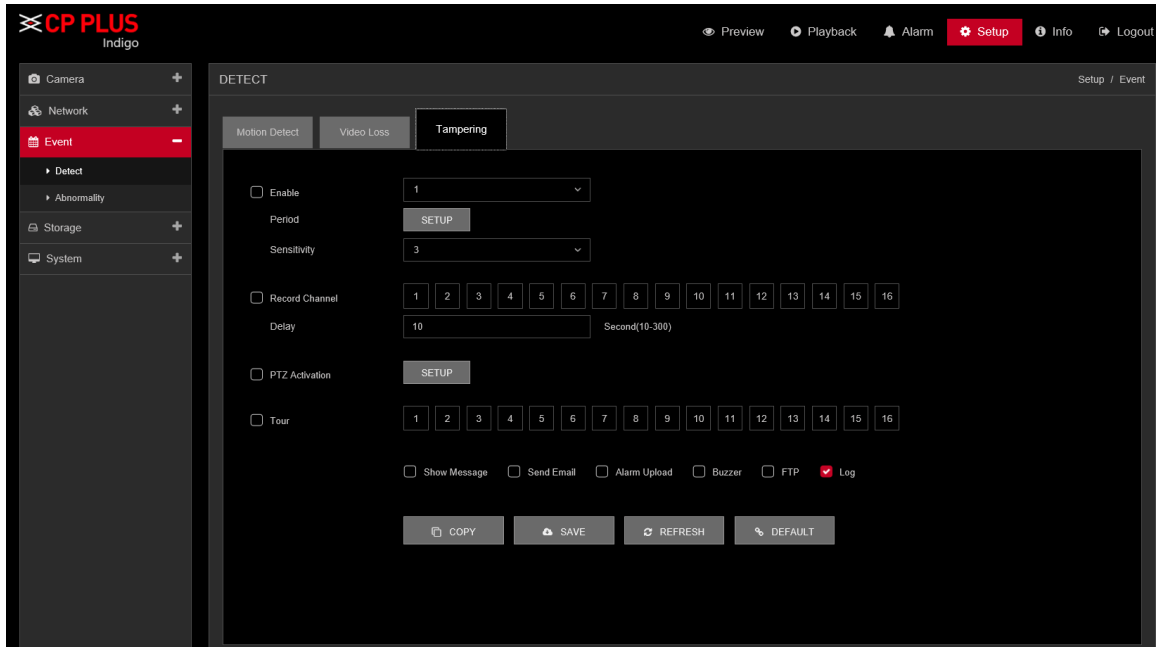 CP PLUS
Indigo
Preview Playback Alarm Setup Info Logout
Camera
Network
Event
Detect
Abnormality
Storage
System
DETECT Setup / Event
Motion Detect Video Loss Tampering
Enable 1
Period SETUP
Sensitivity 3
Record Channel 1 2 3 4 5 6 7 8 9 10 11 12 13 14 15 16
Delay 10 Second(10-300)
PTZ Activation SETUP
Tour 1 2 3 4 5 6 7 8 9 10 11 12 13 14 15 16
Show Message Send Email Alarm Upload Buzzer FTP Log
COPY SAVE REFRESH DEFAULT